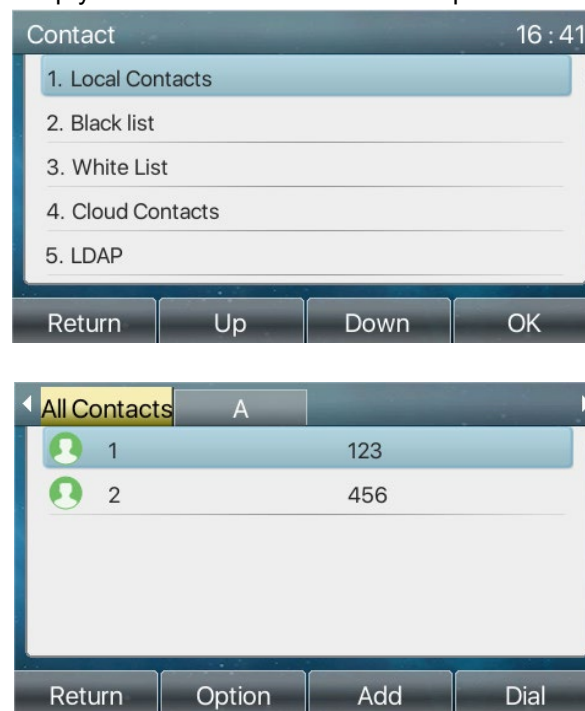 Contact 16 : 41
1. Local Contacts
2. Black list
3. White List
4. Cloud Contacts
5. LDAP
Return Up Down OK
All Contacts A
1 123
2 456
Return Option Add Dial